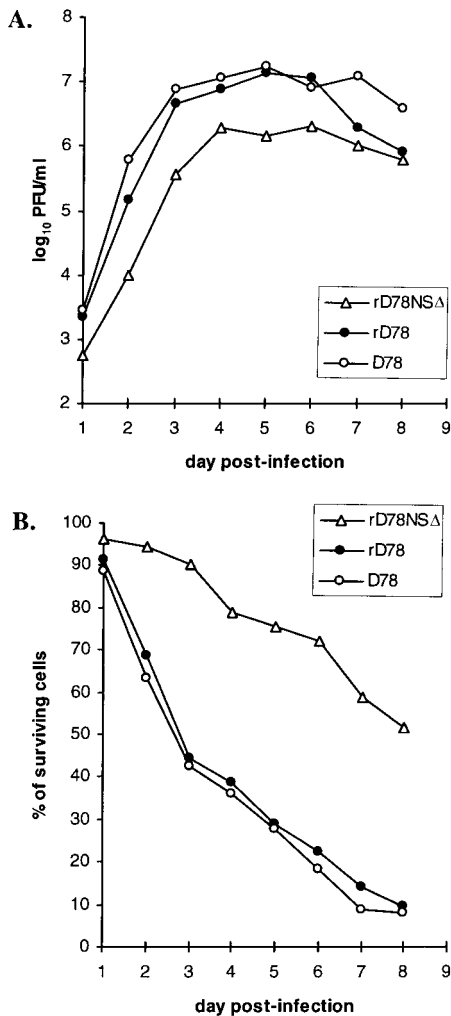 A.
8
7
6
5
4
3
2
log10 PFU/ml
rD78NSΔ
rD78
D78
1 2 3 4 5 6 7 8 9
day post-infection
B.
100
90
80
70
60
50
40
30
20
10
0
% of surviving cells
rD78NSΔ
rD78
D78
1 2 3 4 5 6 7 8 9
day post-infection